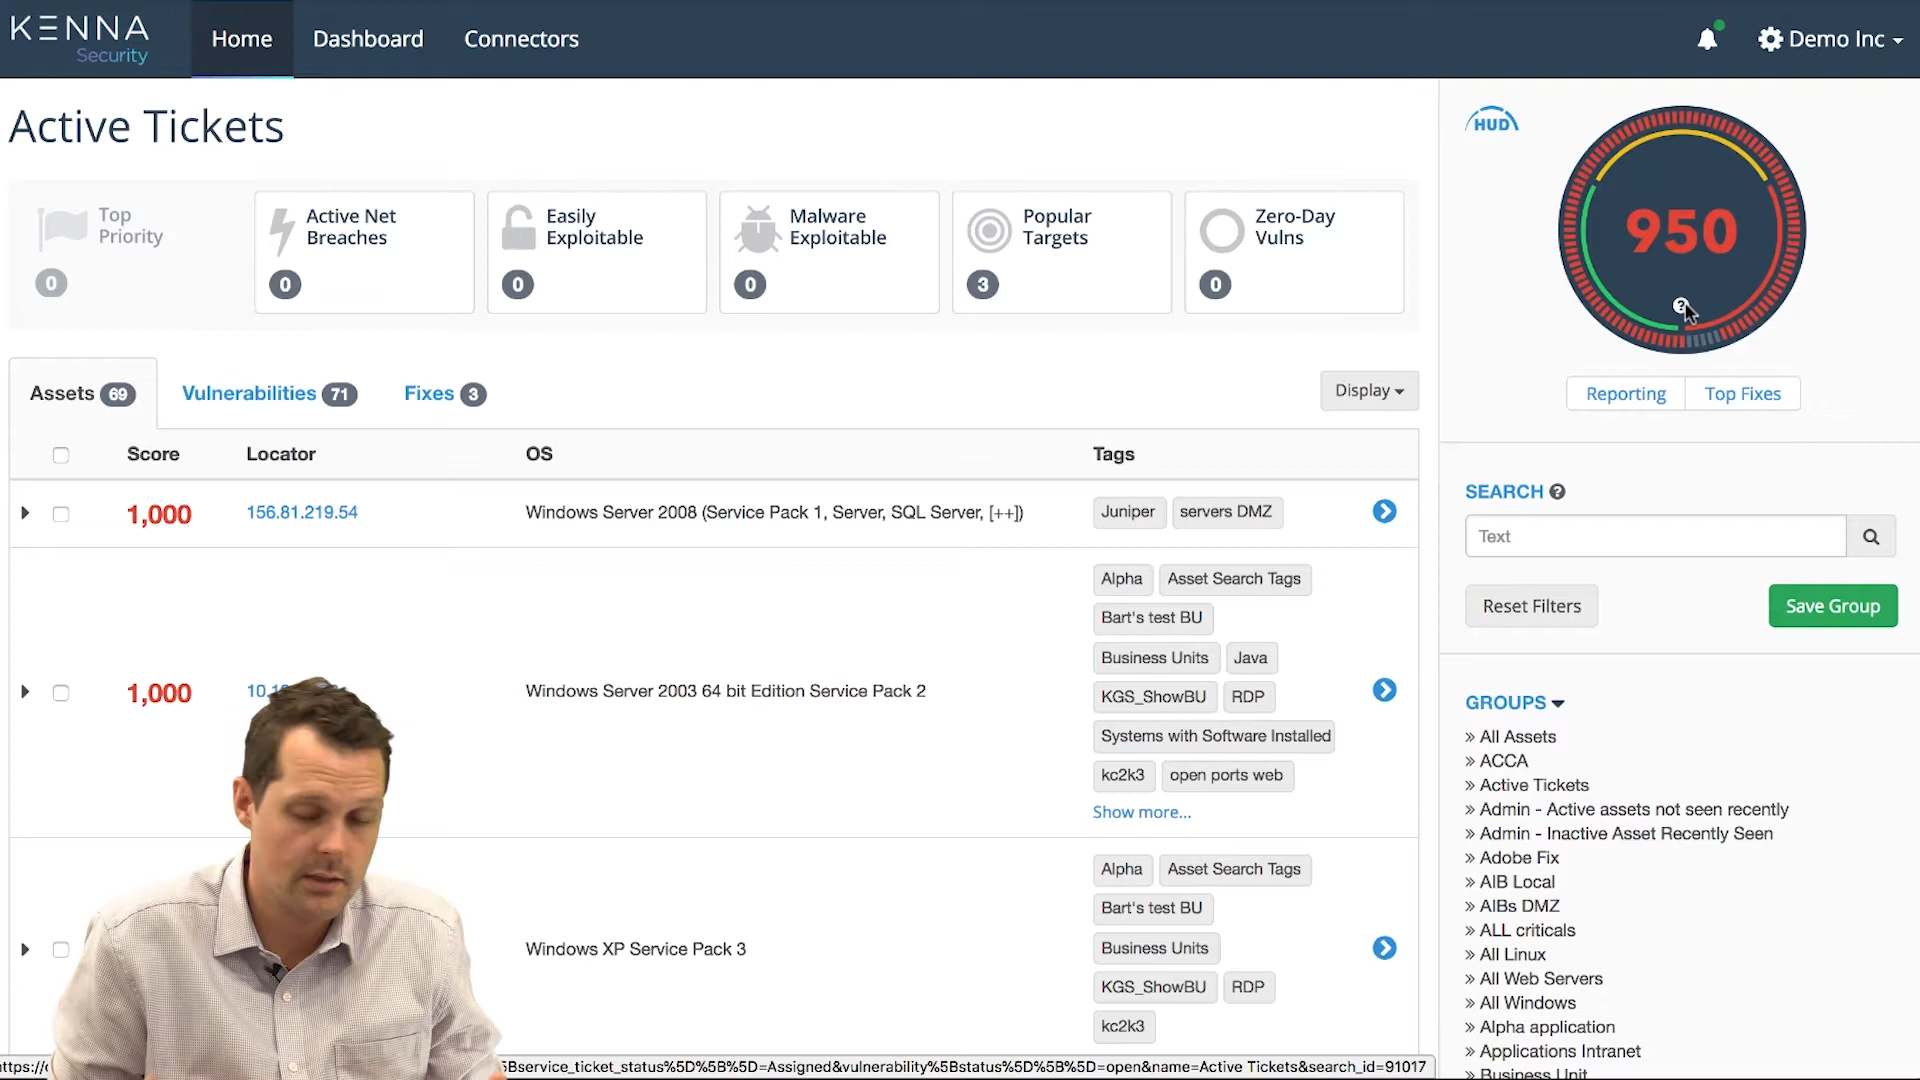 KENNA
Security
Home
Dashboard
Connectors
Demo Inc
Active Tickets
Top
Priority
0
Active Net
Breaches
0
Easily
Exploitable
0
Malware
Exploitable
0
Popular
Targets
3
Zero-Day
Vulns
0
HUD
950
Reporting
Top Fixes
Assets 69
Vulnerabilities 71
Fixes 3
Display
Score
Locator
OS
Tags
1,000
156.81.219.54
Windows Server 2008 (Service Pack 1, Server, SQL Server, [++])
Juniper
servers DMZ
1,000
Windows Server 2003 64 bit Edition Service Pack 2
Alpha
Asset Search Tags
Bart's test BU
Business Units
Java
KGS_ShowBU
RDP
Systems with Software Installed
kc2k3
open ports web
Show more...
Windows XP Service Pack 3
Alpha
Asset Search Tags
Bart's test BU
Business Units
KGS_ShowBU
RDP
kc2k3
SEARCH ?
Text
Reset Filters
Save Group
GROUPS
» All Assets
» ACCA
» Active Tickets
» Admin - Active assets not seen recently
» Admin - Inactive Asset Recently Seen
» Adobe Fix
» AIB Local
» AIBs DMZ
» ALL criticals
» All Linux
» All Web Servers
» All Windows
» Alpha application
» Applications Intranet
» Business Unit
5Bservice_ticket_status%5D%5B%5D=Assigned&vulnerability%5Bstatus%5D%5B%5D=open&name=Active Tickets&search_id=91017